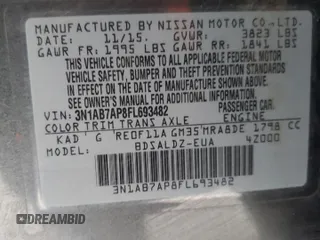 MANUFACTURED BY NISSAN MOTOR CO.,LTD.
DATE: 11/15. GVWR: 3823 LBS
GAWR FR: 1995 LBS GAWR RR: 1841 LBS
THIS VEHICLE CONFORMS TO ALL APPLICABLE FEDERAL MOTOR
VEHICLE SAFETY, BUMPER AND THEFT PREVENTION STANDARDS
IN EFFECT ON THE DATE OF MANUFACTURE SHOWN ABOVE.
SEE OWNER'S MANUAL FOR ADDITIONAL INFORMATION.
VIN: 3N1AB7AP8FL693482 PASSENGER CAR
COLOR TRIM TRANS AXLE ENGINE
KAD G RE0F11A GM35 MRA8DE 1798 CC
MODEL: BDSALDZ-EUA 42000
3N1AB7AP8FL693482
BIDFAX.INFO